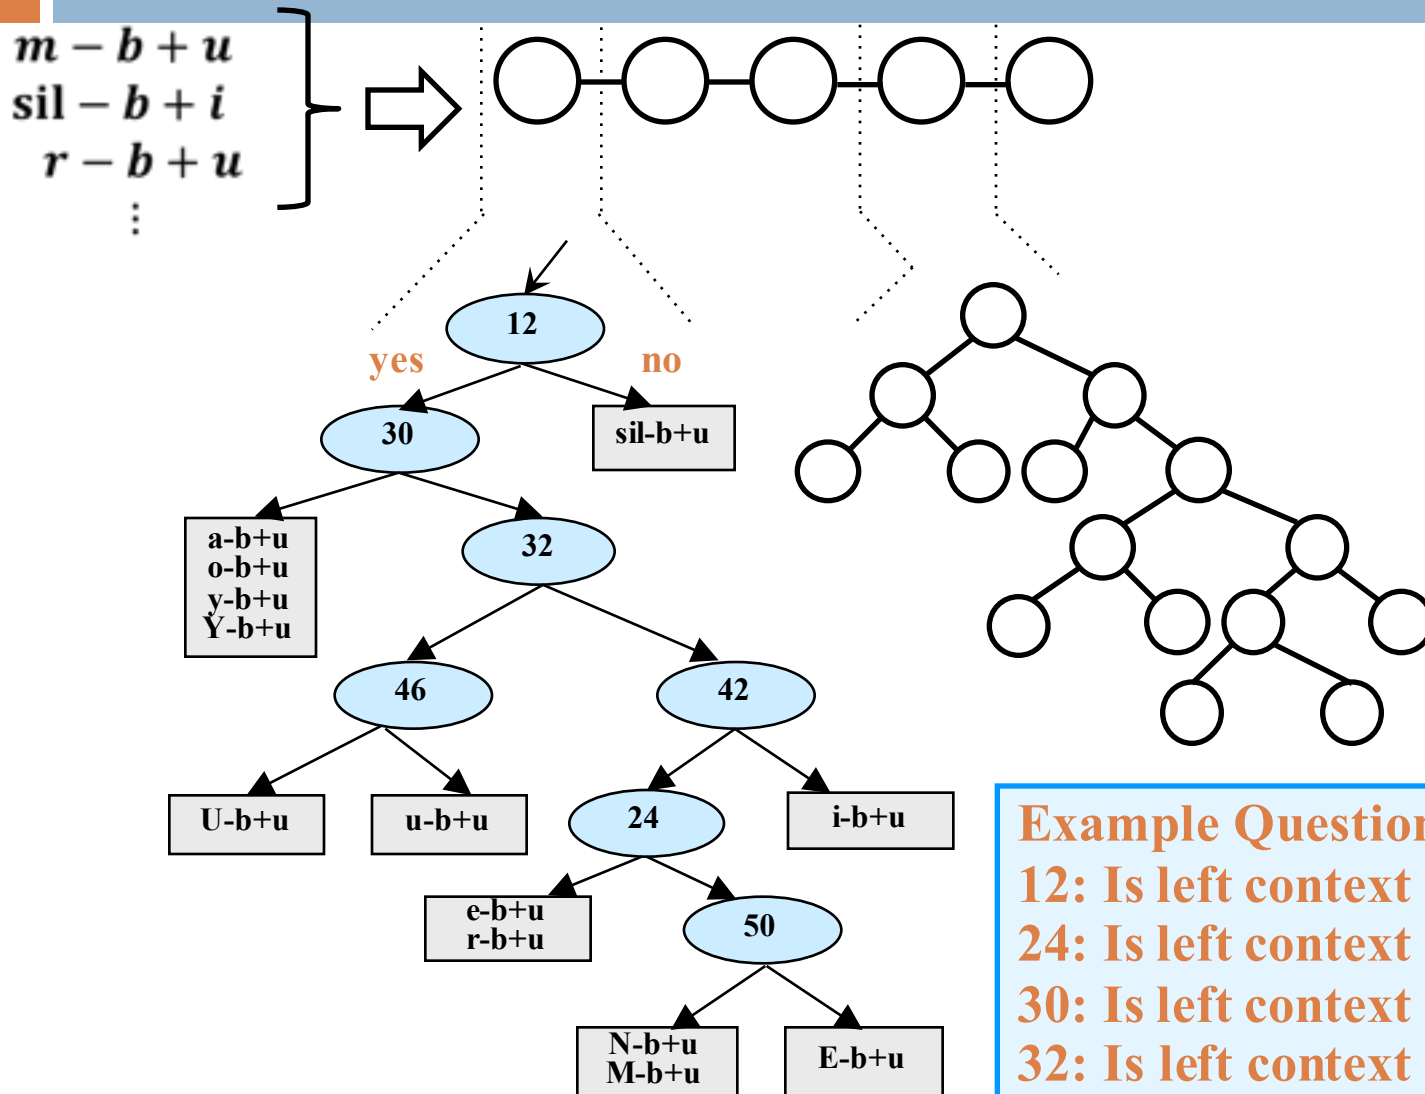 m − b + u
sil − b + i
r − b + u
⋮
12
yes
no
30
sil-b+u
a-b+u
o-b+u
y-b+u
Y-b+u
32
46
42
U-b+u
u-b+u
24
i-b+u
e-b+u
r-b+u
50
N-b+u
M-b+u
E-b+u
Example Question
12: Is left context
24: Is left context
30: Is left context
32: Is left context